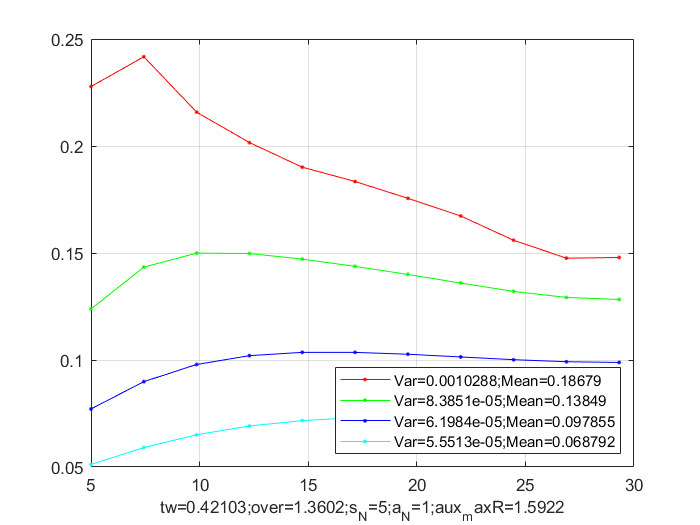 0.25
0.2
0.15
0.1
0.05
Var=0.0010288;Mean=0.18679
Var=8.3851e-05;Mean=0.13849
Var=6.1984e-05;Mean=0.097855
Var=5.5513e-05;Mean=0.068792
5 10 15 20 25 30
tw=0.42103;over=1.3602;s_N=5;a_N=1;aux_maxR=1.5922